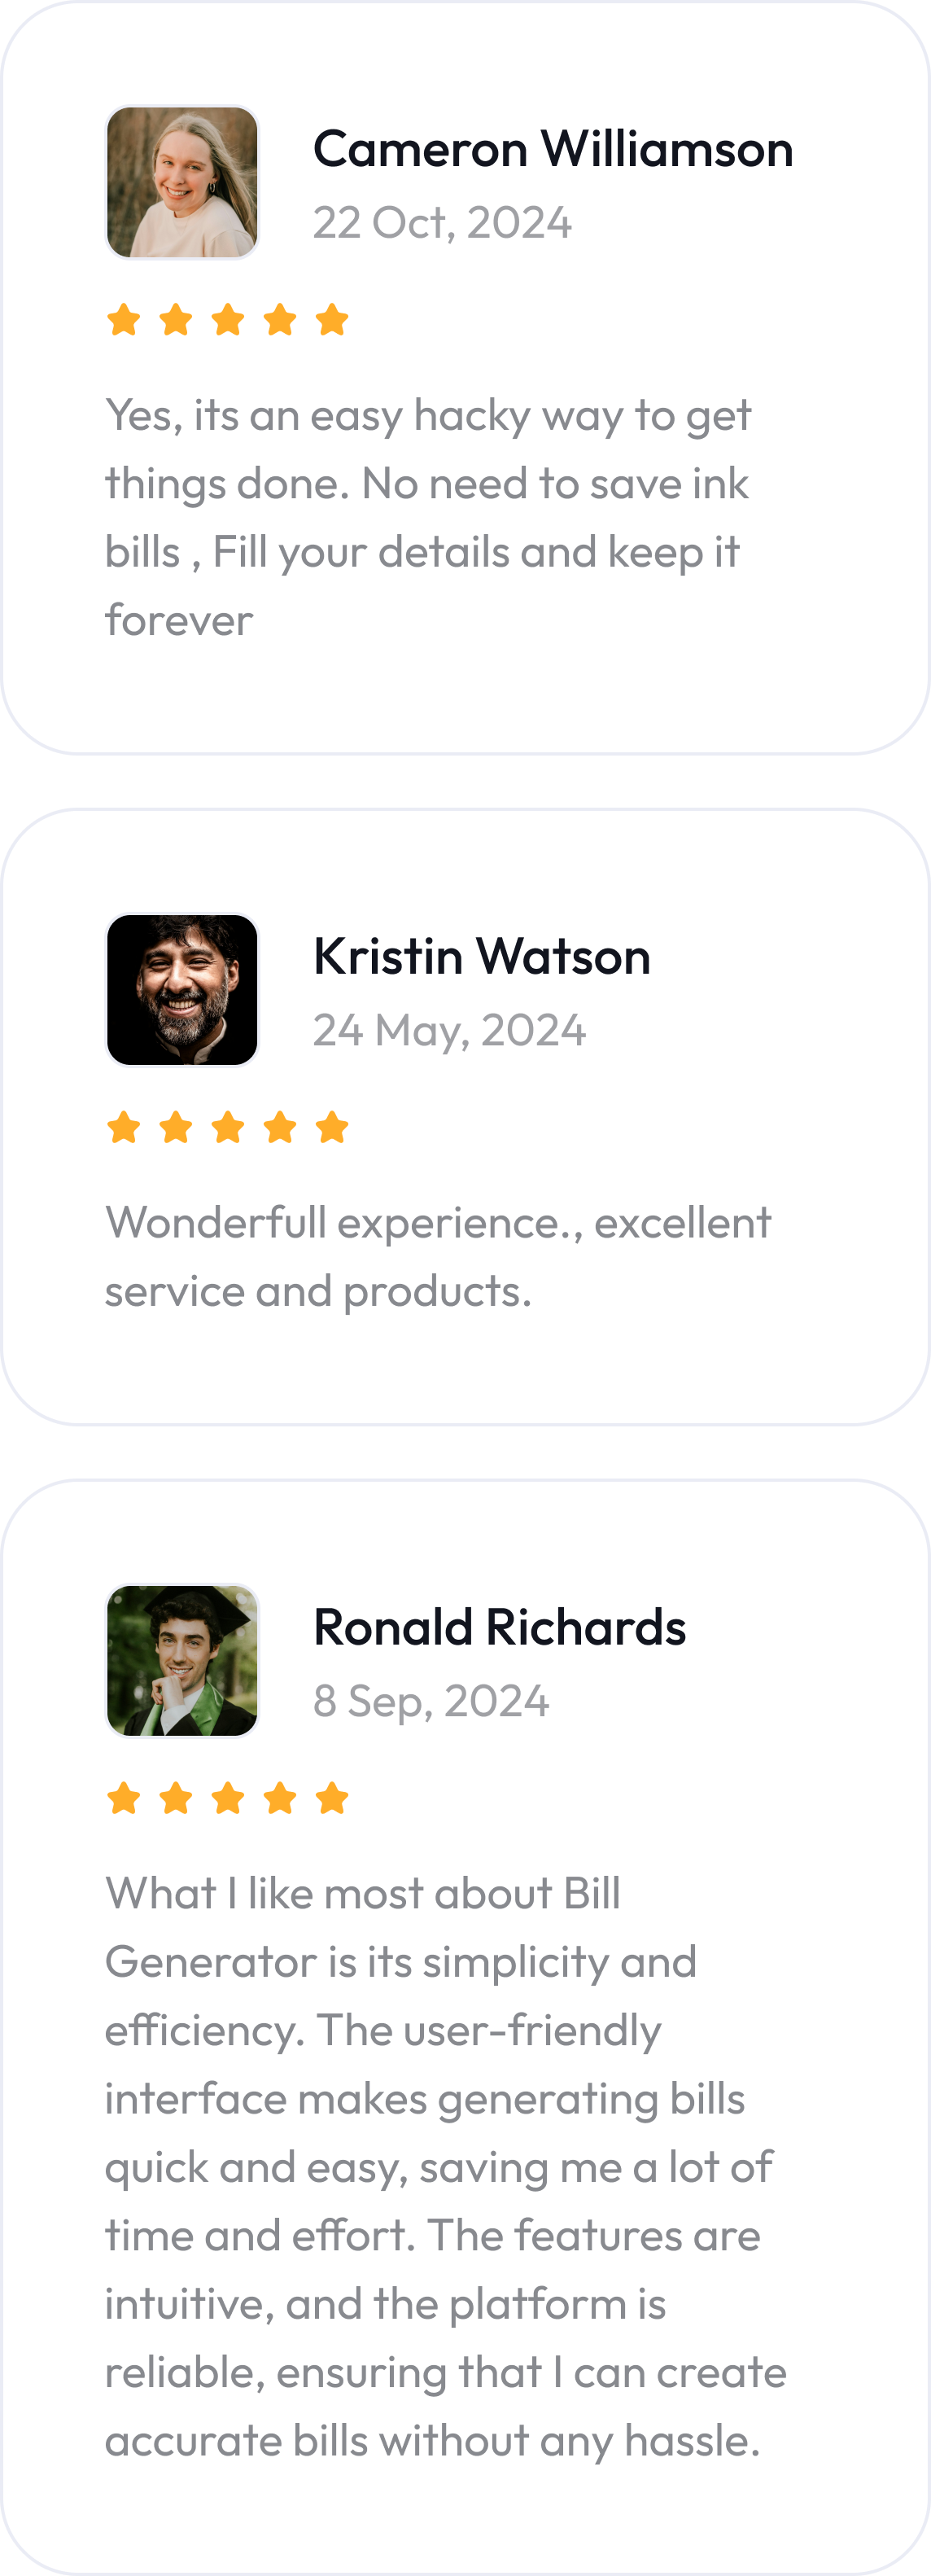 Cameron Williamson
22 Oct, 2024
Yes, its an easy hacky way to get
things done. No need to save ink
bills , Fill your details and keep it
forever
Kristin Watson
24 May, 2024
Wonderfull experience., excellent
service and products.
Ronald Richards
8 Sep, 2024
What I like most about Bill
Generator is its simplicity and
efficiency. The user-friendly
interface makes generating bills
quick and easy, saving me a lot of
time and effort. The features are
intuitive, and the platform is
reliable, ensuring that I can create
accurate bills without any hassle.